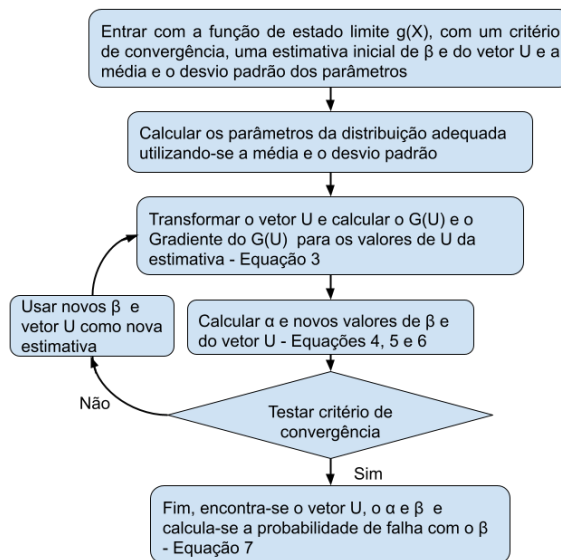 Entrar com a função de estado limite g(X), com um critério
de convergência, uma estimativa inicial de β e do vetor U e a
média e o desvio padrão dos parâmetros
Calcular os parâmetros da distribuição adequada
utilizando-se a média e o desvio padrão
Transformar o vetor U e calcular o G(U) e o
Gradiente do G(U) para os valores de U da
estimativa - Equação 3
Usar novos β e
vetor U como nova
estimativa
Calcular α e novos valores de β e
do vetor U - Equações 4, 5 e 6
Não
Testar critério de
convergência
Sim
Fim, encontra-se o vetor U, o α e β e
calcula-se a probabilidade de falha com o β
- Equação 7